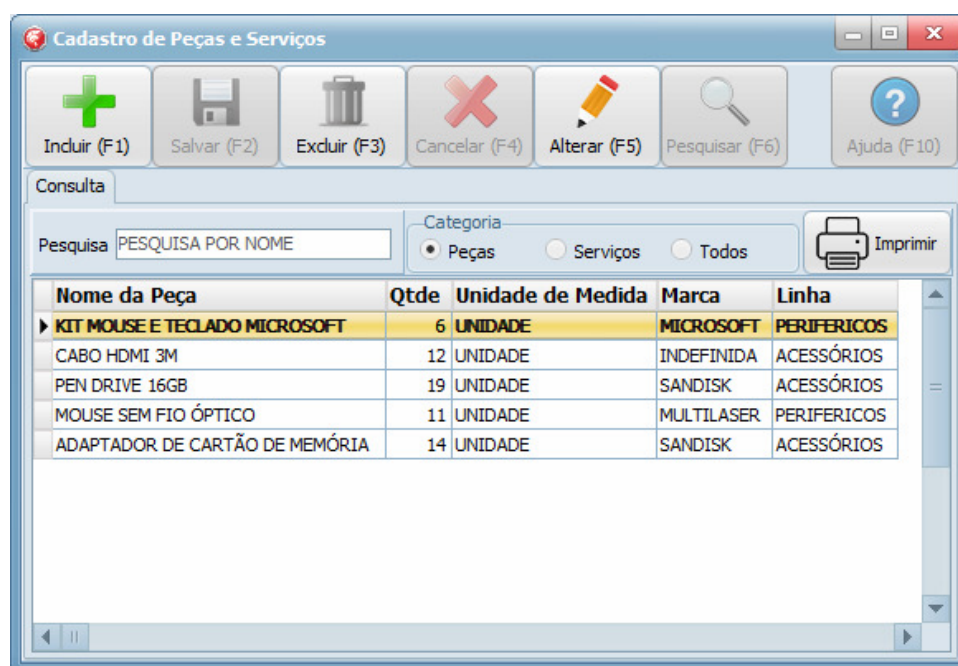 Cadastro de Peças e Serviços
Incluir (F1) Salvar (F2) Excluir (F3) Cancelar (F4) Alterar (F5) Pesquisar (F6) Ajuda (F10)
Consulta
Categoria
Pesquisa PESQUISA POR NOME Peças Serviços Todos Imprimir
Nome da Peça Qtde Unidade de Medida Marca Linha
KIT MOUSE E TECLADO MICROSOFT 6 UNIDADE MICROSOFT PERIFERICOS
CABO HDMI 3M 12 UNIDADE INDEFINIDA ACESSÓRIOS
PEN DRIVE 16GB 19 UNIDADE SANDISK ACESSÓRIOS
MOUSE SEM FIO ÓPTICO 11 UNIDADE MULTILASER PERIFERICOS
ADAPTADOR DE CARTÃO DE MEMÓRIA 14 UNIDADE SANDISK ACESSÓRIOS